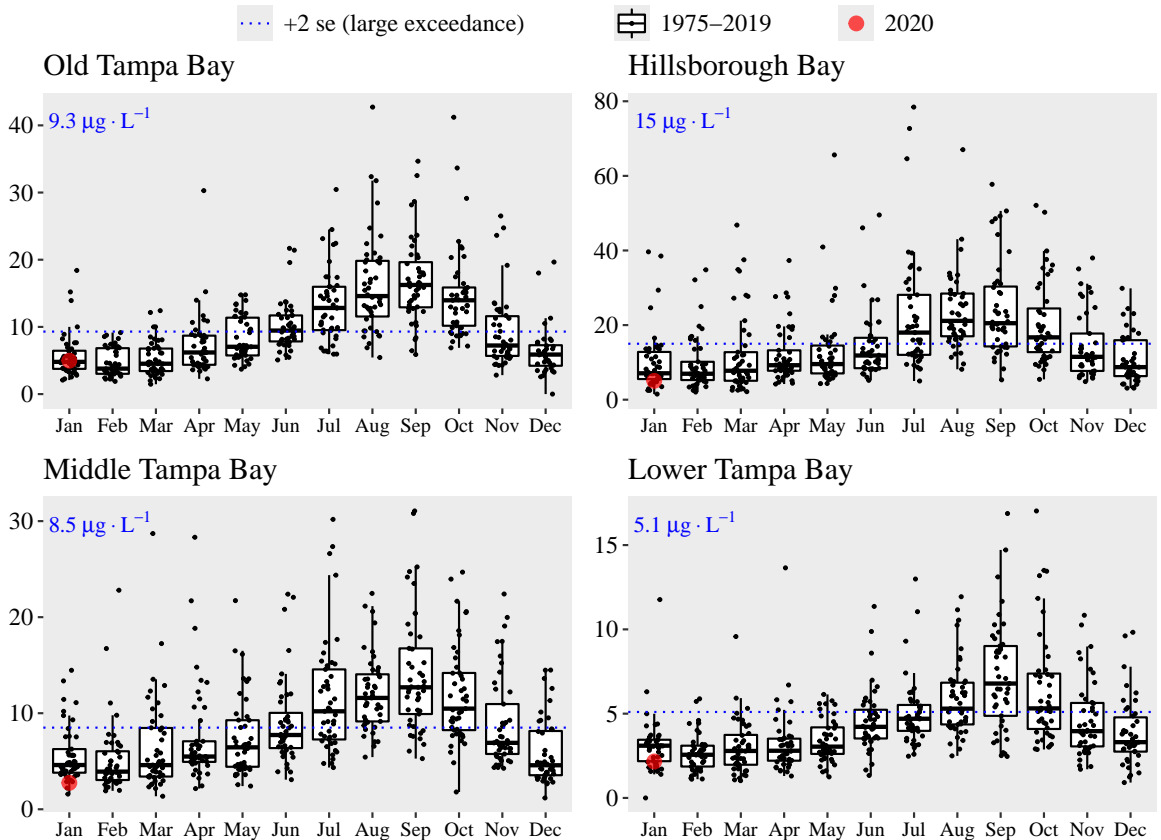 +2 se (large exceedance) 1975–2019 2020
Old Tampa Bay
9.3 μg · L⁻¹
40
30
20
10
0
Jan Feb Mar Apr May Jun Jul Aug Sep Oct Nov Dec
Hillsborough Bay
15 μg · L⁻¹
80
60
40
20
0
Jan Feb Mar Apr May Jun Jul Aug Sep Oct Nov Dec
Middle Tampa Bay
8.5 μg · L⁻¹
30
20
10
0
Jan Feb Mar Apr May Jun Jul Aug Sep Oct Nov Dec
Lower Tampa Bay
5.1 μg · L⁻¹
15
10
5
0
Jan Feb Mar Apr May Jun Jul Aug Sep Oct Nov Dec